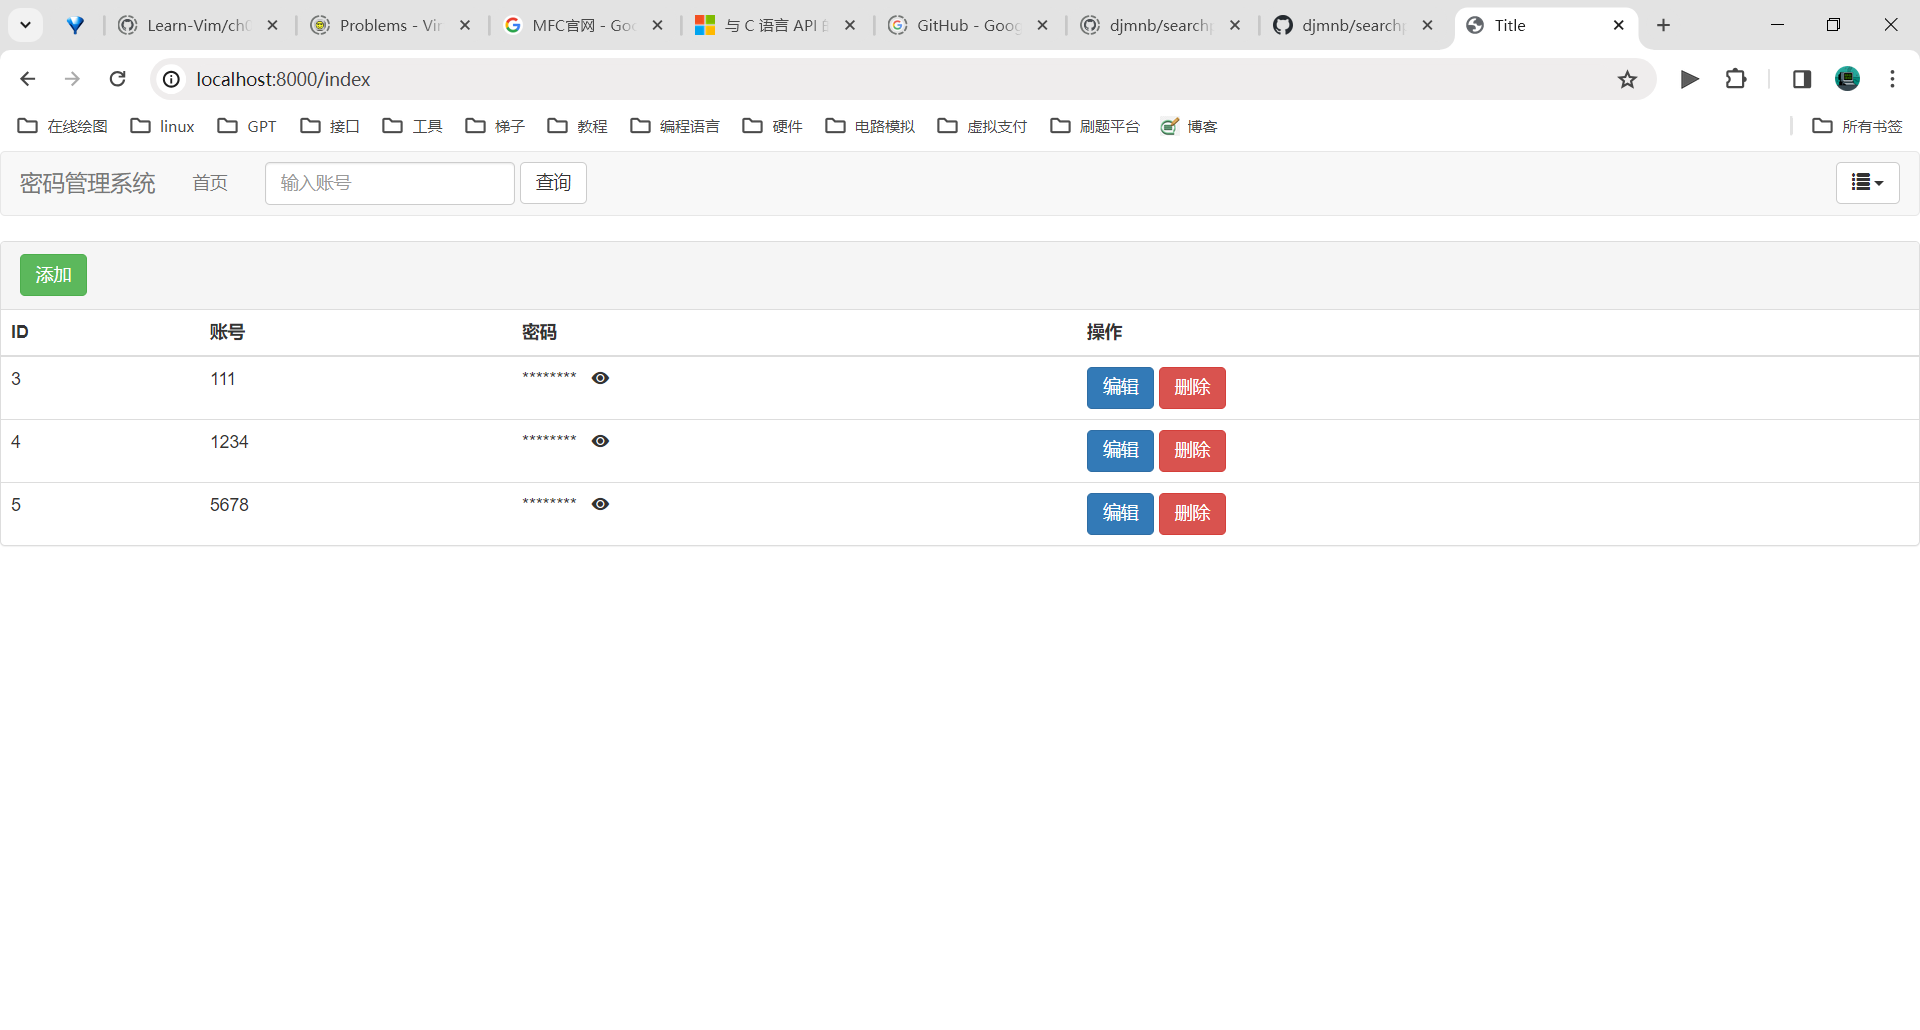 Learn-Vim/ch
Problems - Vir
MFC官网 - Goo
与 C 语言 API
GitHub - Goog
djmnb/search
djmnb/search
Title
localhost:8000/index
在线绘图 linux GPT 接口 工具 梯子 教程 编程语言 硬件 电路模拟 虚拟支付 刷题平台 博客 所有书签
密码管理系统 首页 输入账号 查询
添加
ID 账号 密码 操作
3 111 ******** 编辑 删除
4 1234 ******** 编辑 删除
5 5678 ******** 编辑 删除